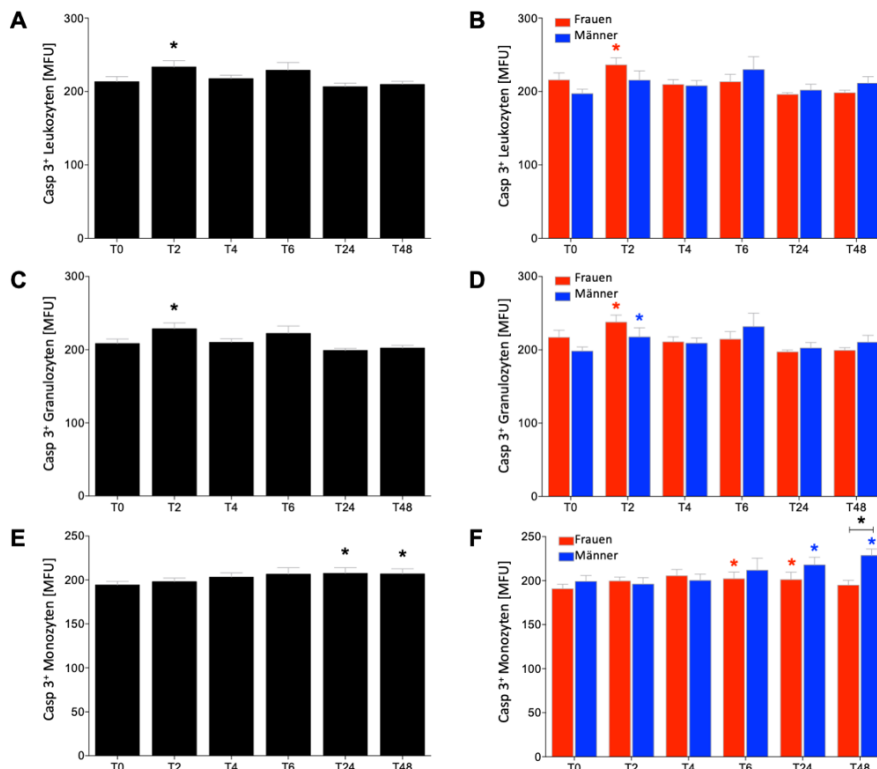 A
Casp 3⁺ Leukozyten [MFU]
300
200
100
0
*
T0 T2 T4 T6 T24 T48
B
Casp 3⁺ Leukozyten [MFU]
300
200
100
0
Frauen
Männer
*
T0 T2 T4 T6 T24 T48
C
Casp 3⁺ Granulozyten [MFU]
300
200
100
0
*
T0 T2 T4 T6 T24 T48
D
Casp 3⁺ Granulozyten [MFU]
300
200
100
0
Frauen
Männer
* *
T0 T2 T4 T6 T24 T48
E
Casp 3⁺ Monozyten [MFU]
250
200
150
100
50
0
* *
T0 T2 T4 T6 T24 T48
F
Casp 3⁺ Monozyten [MFU]
250
200
150
100
50
0
Frauen
Männer
*
* * * *
T0 T2 T4 T6 T24 T48